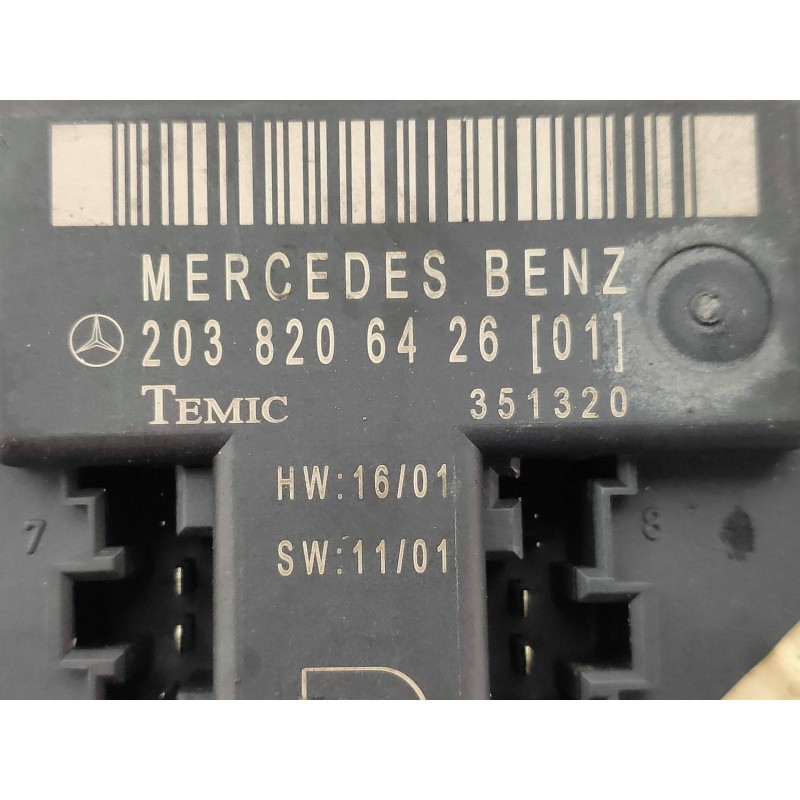 MERCEDES BENZ
203 820 64 26 [01]
TEMIC 351320
HW:16/01
SW:11/01
7
8